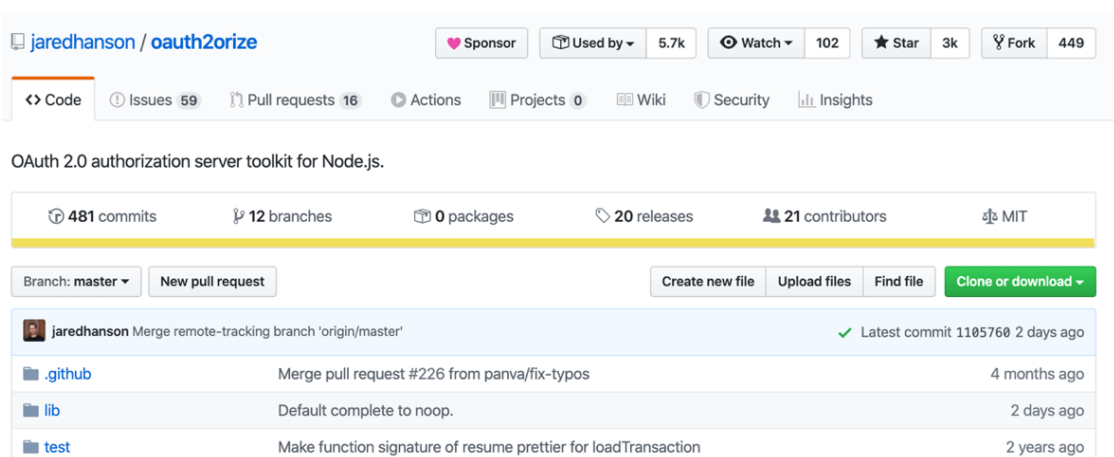 jaredhanson / oauth2orize Sponsor Used by 5.7k Watch 102 Star 3k Fork 449
Code Issues 59 Pull requests 16 Actions Projects 0 Wiki Security Insights
OAuth 2.0 authorization server toolkit for Node.js.
481 commits 12 branches 0 packages 20 releases 21 contributors MIT
Branch: master New pull request Create new file Upload files Find file Clone or download
jaredhanson Merge remote-tracking branch 'origin/master' Latest commit 1105760 2 days ago
.github Merge pull request #226 from panva/fix-typos 4 months ago
lib Default complete to noop. 2 days ago
test Make function signature of resume prettier for loadTransaction 2 years ago